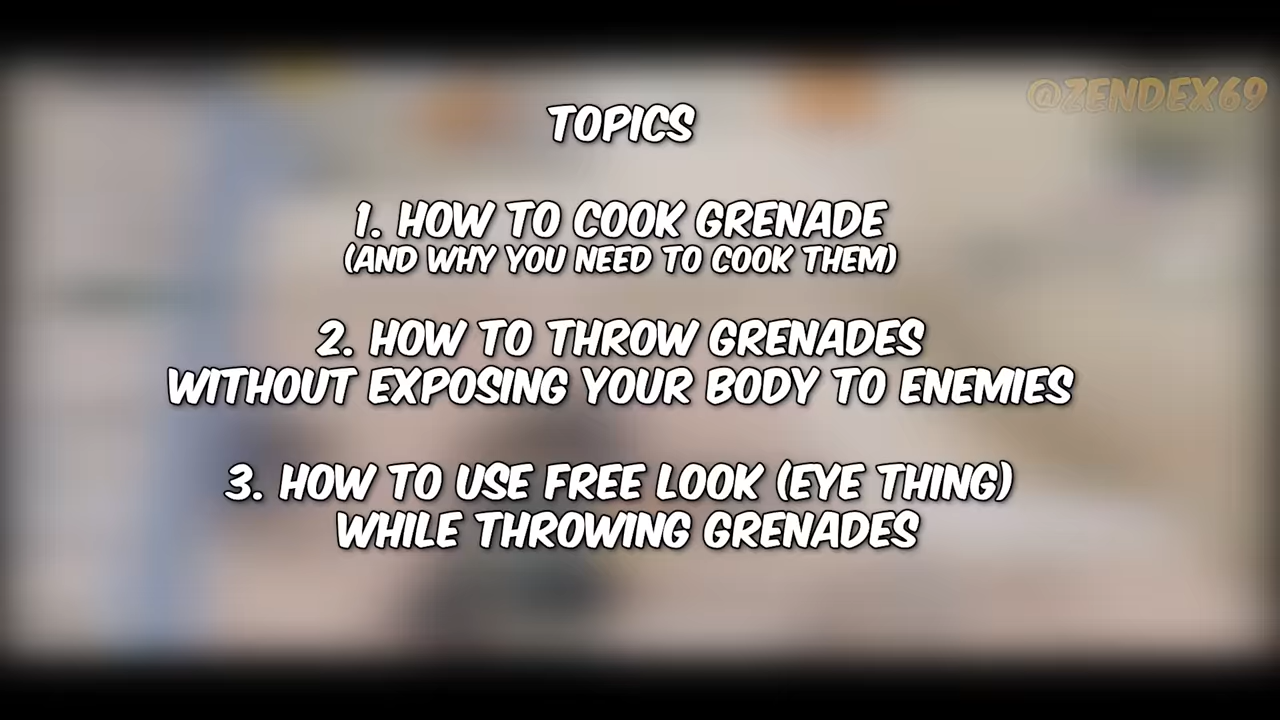 @ZENDEX69
TOPICS
1. HOW TO COOK GRENADE
(AND WHY YOU NEED TO COOK THEM)
2. HOW TO THROW GRENADES
WITHOUT EXPOSING YOUR BODY TO ENEMIES
3. HOW TO USE FREE LOOK (EYE THING)
WHILE THROWING GRENADES